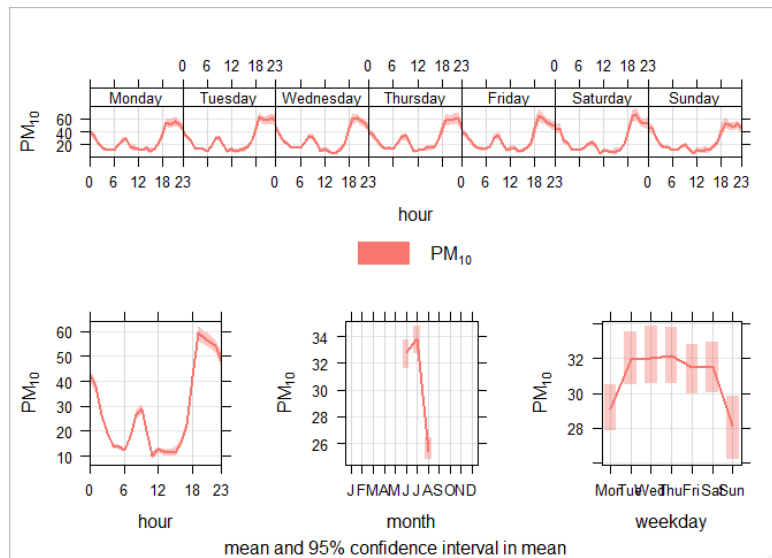 0 6 12 18 23 0 6 12 18 23 0 6 12 18 23
Monday Tuesday Wednesday Thursday Friday Saturday Sunday
60
40
20
PM10
0 6 12 18 23 0 6 12 18 23 0 6 12 18 23 0 6 12 18 23
hour
PM10
60
50
40
30
20
10
PM10
0 6 12 18 23
hour
34
32
30
28
26
PM10
J FMAMJ J ASOND
month
32
30
28
PM10
Mon Tue Wed Thu Fri Sat Sun
weekday
mean and 95% confidence interval in mean